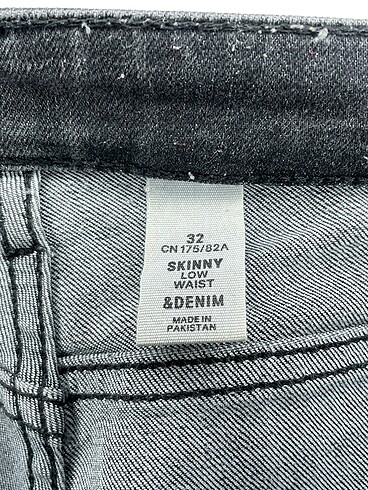 32
CN 175/82A
SKINNY
LOW
WAIST
&DENIM
MADE IN
PAKISTAN